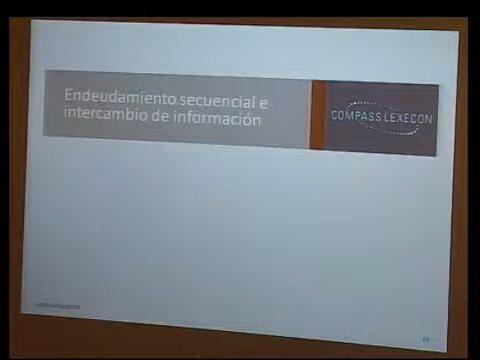 Endeudamiento secuencial e
intercambio de información
COMPASS LEXECON